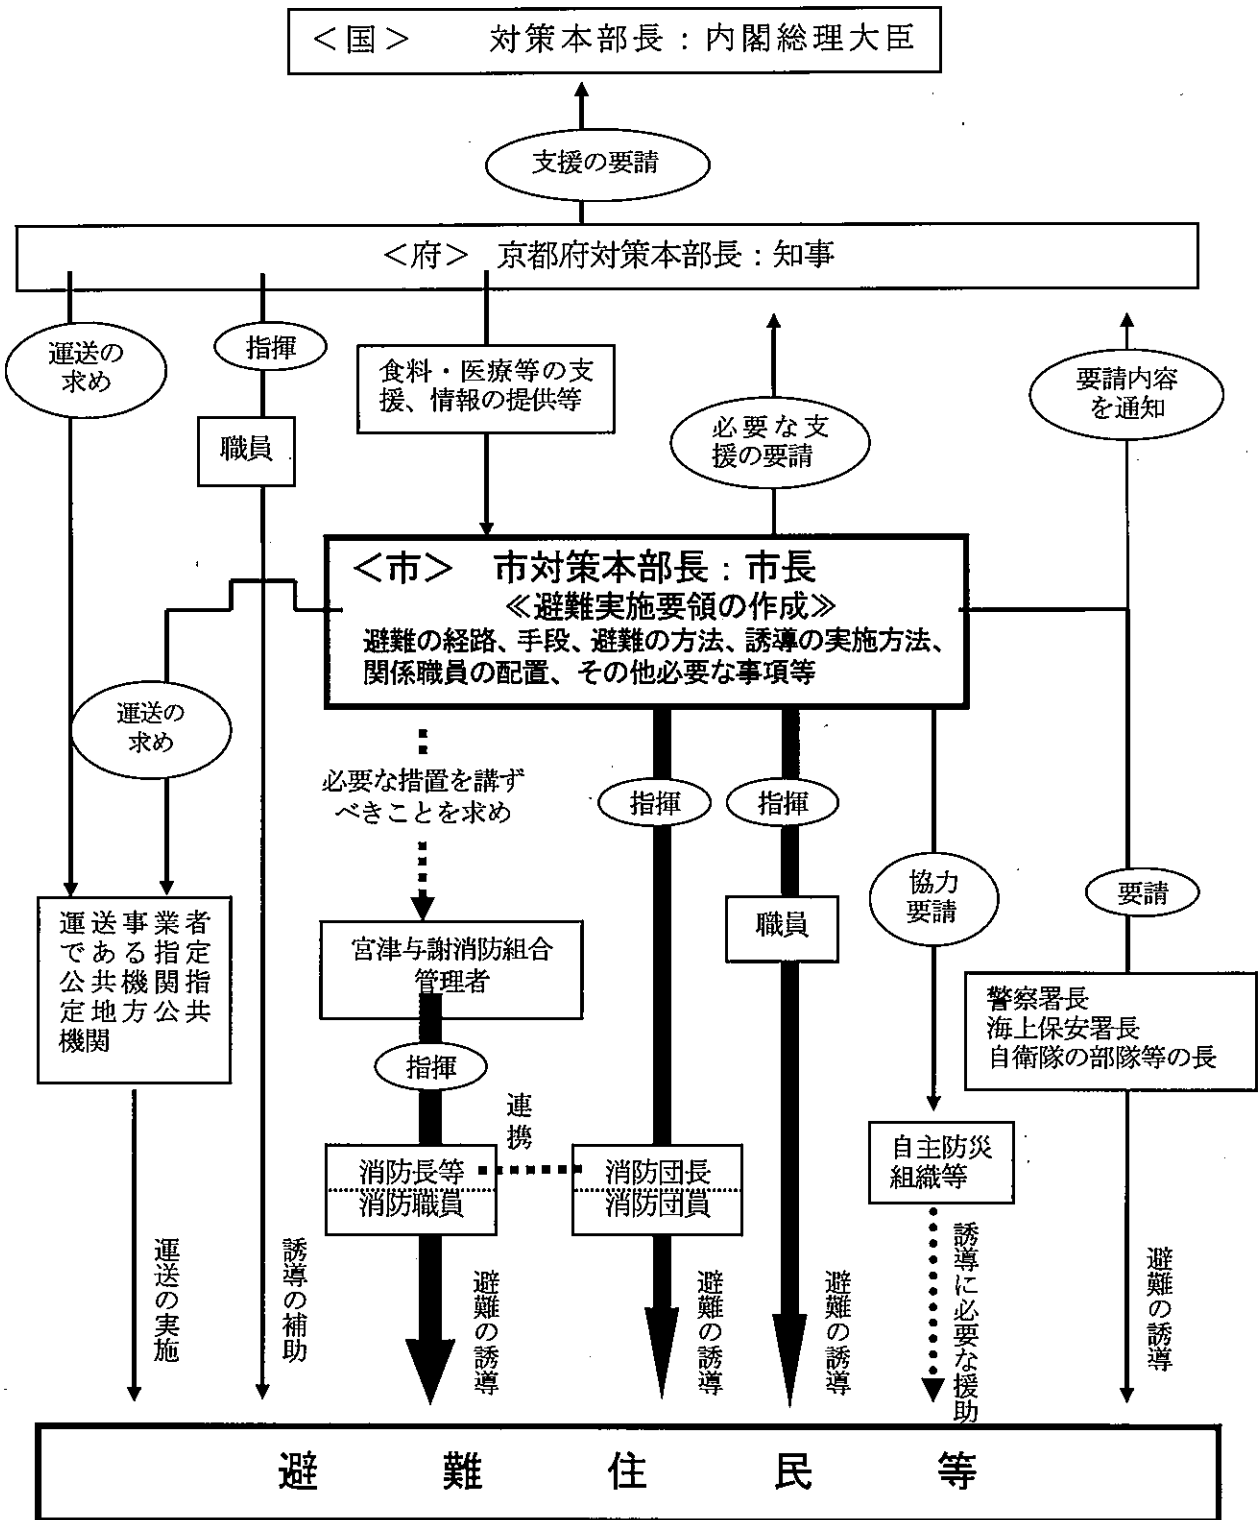 ＜国＞　　対策本部長：内閣総理大臣
支援の要請
＜府＞　京都府対策本部長：知事
運送の
求め
指揮
職員
食料・医療等の支
援、情報の提供等
必要な支
援の要請
要請内容
を通知
＜市＞　市対策本部長：市長
≪避難実施要領の作成≫
避難の経路、手段、避難の方法、誘導の実施方法、
関係職員の配置、その他必要な事項等
運送の
求め
必要な措置を講ず
べきことを求め
指揮
指揮
協力
要請
要請
運送事業者
である指定
公共機関指
定地方公共
機関
宮津与謝消防組合
管理者
職員
警察署長
海上保安署長
自衛隊の部隊等の長
指揮
連携
消防長等
消防職員
消防団長
消防団員
自主防災
組織等
運送の実施
誘導の補助
避難の誘導
避難の誘導
避難の誘導
誘導に必要な援助
避難の誘導
避難住民等